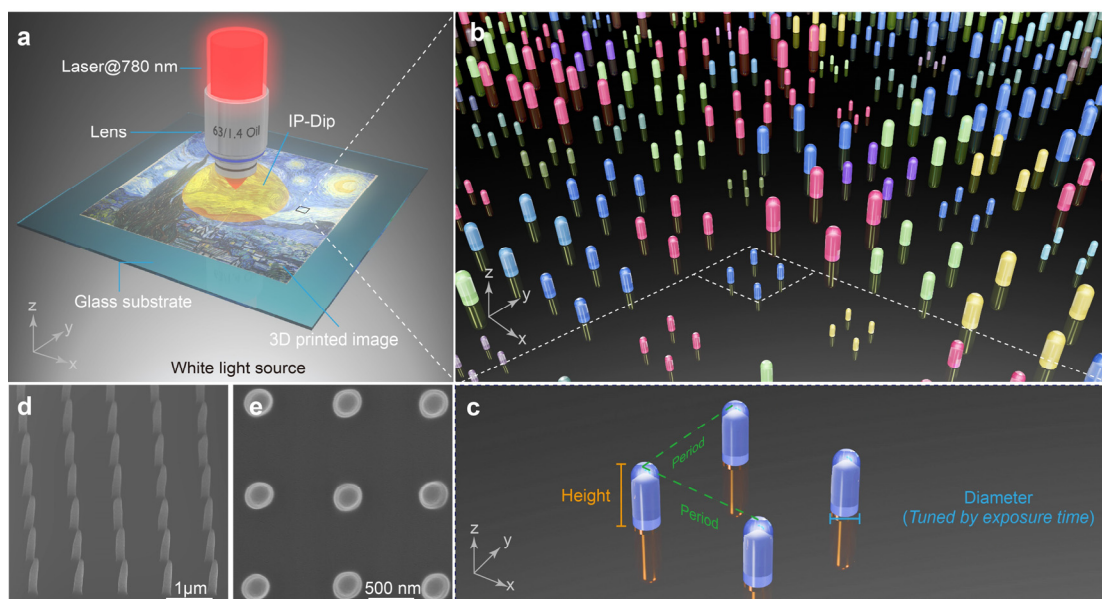 a
Laser@780 nm
Lens
63/1,4 Oil
IP-Dip
Glass substrate
3D printed image
White light source
z
y
x
b
z
y
x
d
1μm
e
500 nm
c
Height
Period
Period
Diameter
(Tuned by exposure time)
z
y
x